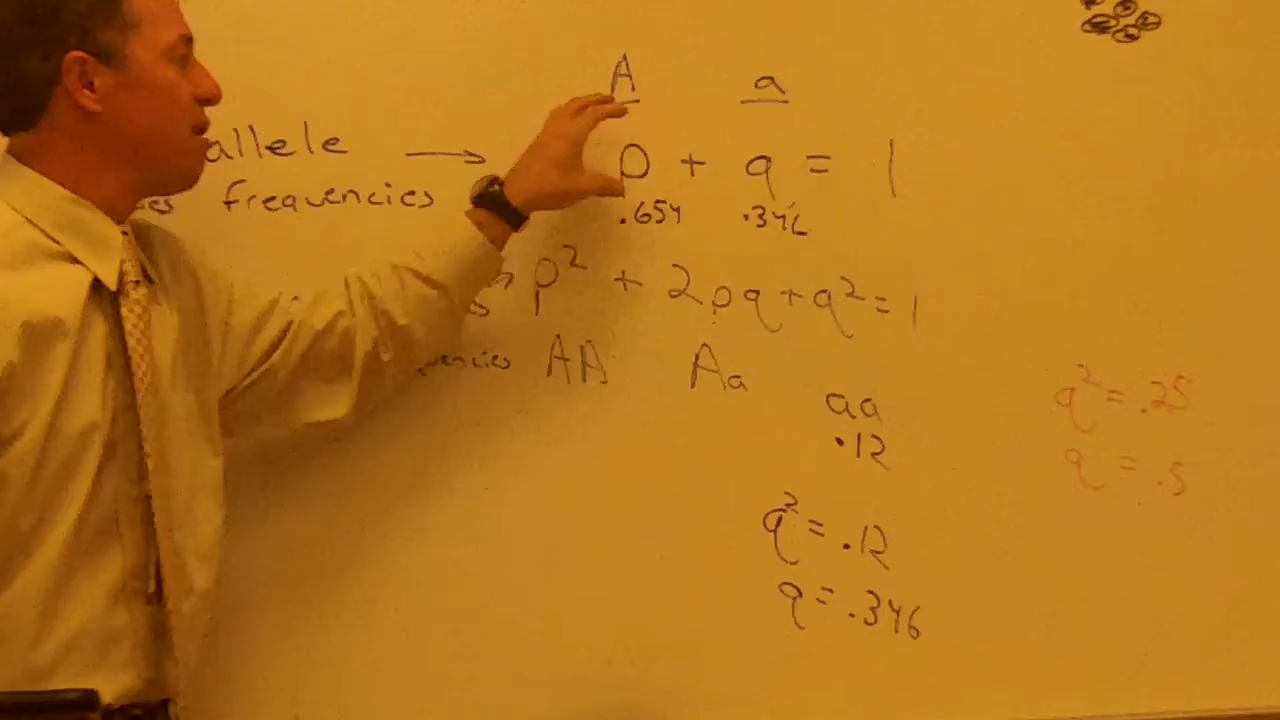 A a
allele → p + q = 1
frequencies .654 .346
p² + 2pq + q² = 1
AA Aa
aa
.12
q² = .25
q = .5
q² = .12
q = .346